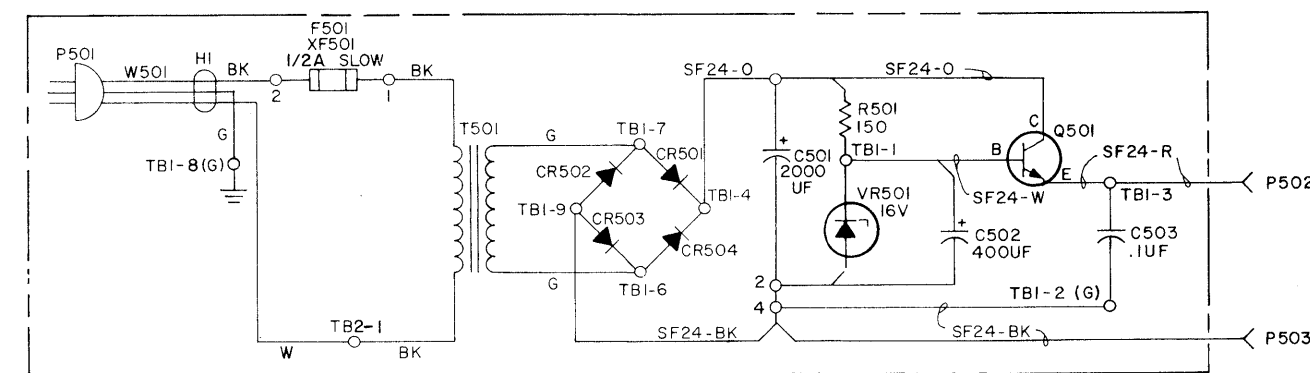 F501
XF501
1/2A SLOW
P501
W501
H1
BK
2
1
BK
G
TB1-8(G)
T501
G
TB1-7
CR501
CR502
TB1-9
TB1-4
CR503
CR504
G
TB1-6
TB2-1
W
BK
SF24-O
SF24-O
R501
150
TB1-1
+
C501
2000
UF
VR501
16V
B
C
Q501
E
SF24-R
SF24-W
TB1-3
P502
+
C502
400UF
C503
.1UF
2
4
TB1-2 (G)
SF24-BK
SF24-BK
P503